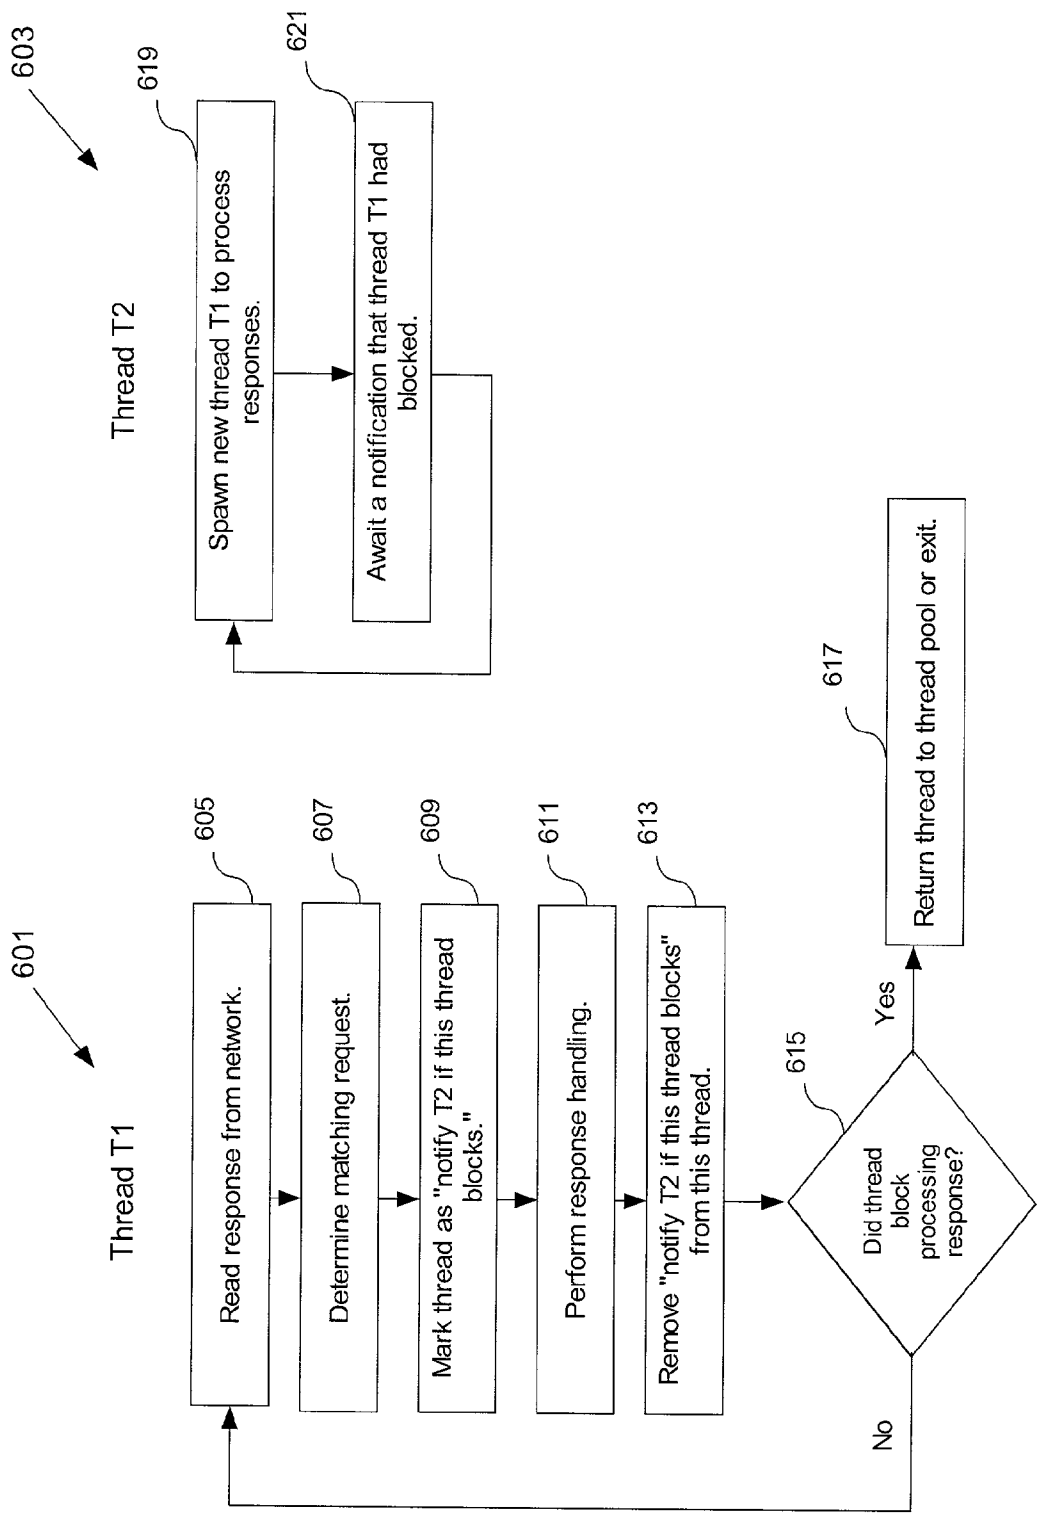 601
Thread T1
605
Read response from network.
607
Determine matching request.
609
Mark thread as "notify T2 if this thread
blocks."
611
Perform response handling.
613
Remove "notify T2 if this thread blocks"
from this thread.
615
Did thread
block
processing
response?
No
Yes
617
Return thread to thread pool or exit.
603
Thread T2
619
Spawn new thread T1 to process
responses.
621
Await a notification that thread T1 had
blocked.